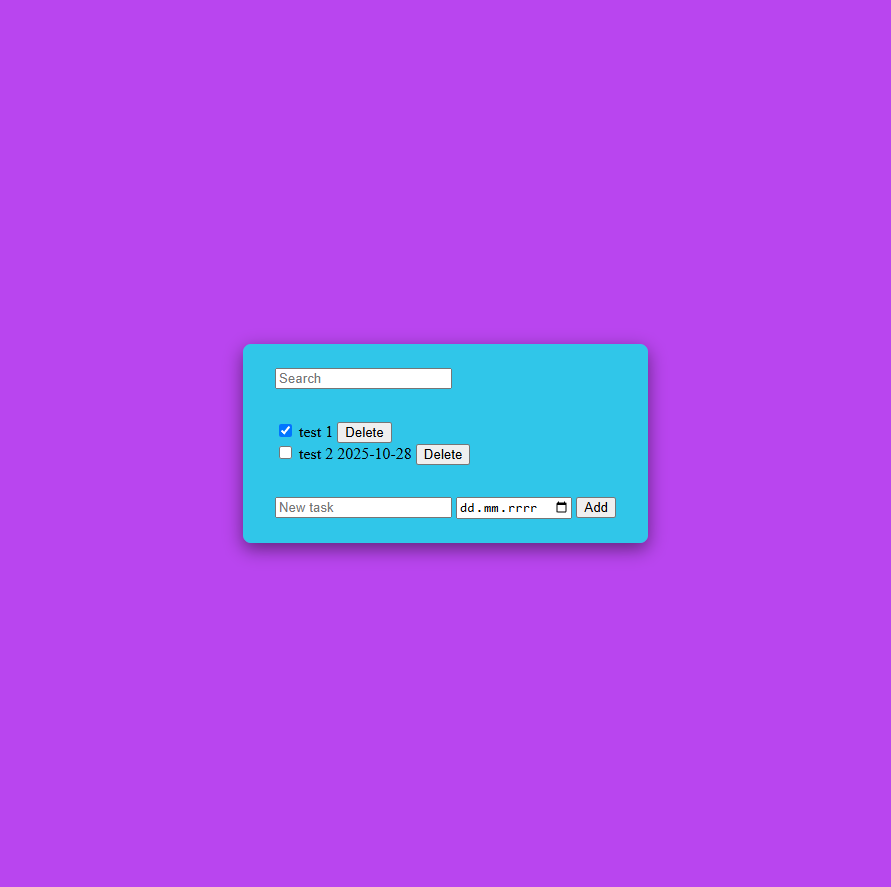 Search
test 1 Delete
test 2 2025-10-28 Delete
New task dd.mm.rrrr Add